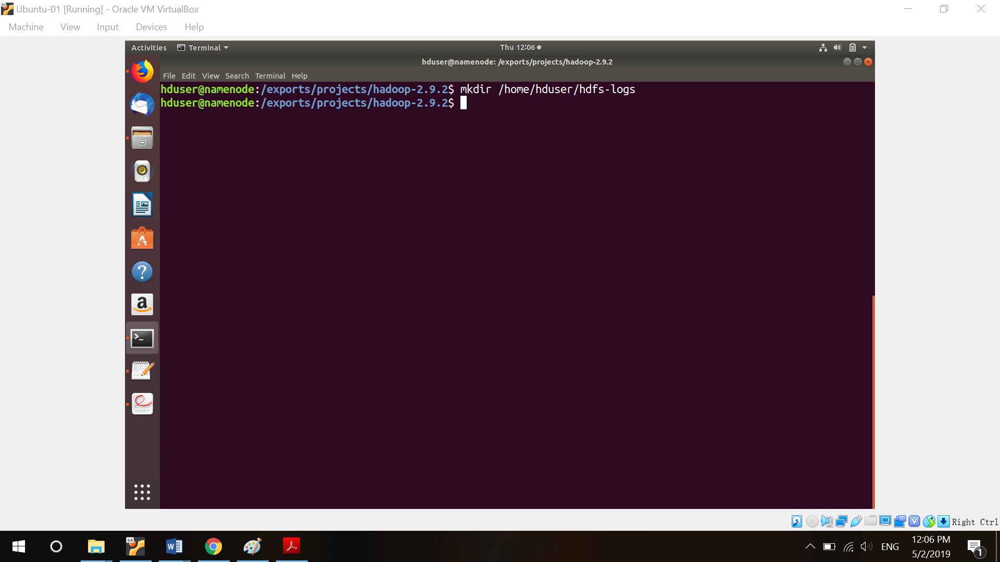 64
Ubuntu-01 [Running] - Oracle VM VirtualBox
Machine View Input Devices Help
Activities Terminal Thu 12:06
hduser@namenode: /exports/projects/hadoop-2.9.2
File Edit View Search Terminal Help
hduser@namenode:/exports/projects/hadoop-2.9.2$ mkdir /home/hduser/hdfs-logs
hduser@namenode:/exports/projects/hadoop-2.9.2$
A
?
a
>_
V
Right Ctrl
64
W
ENG
12:06 PM
5/2/2019
1